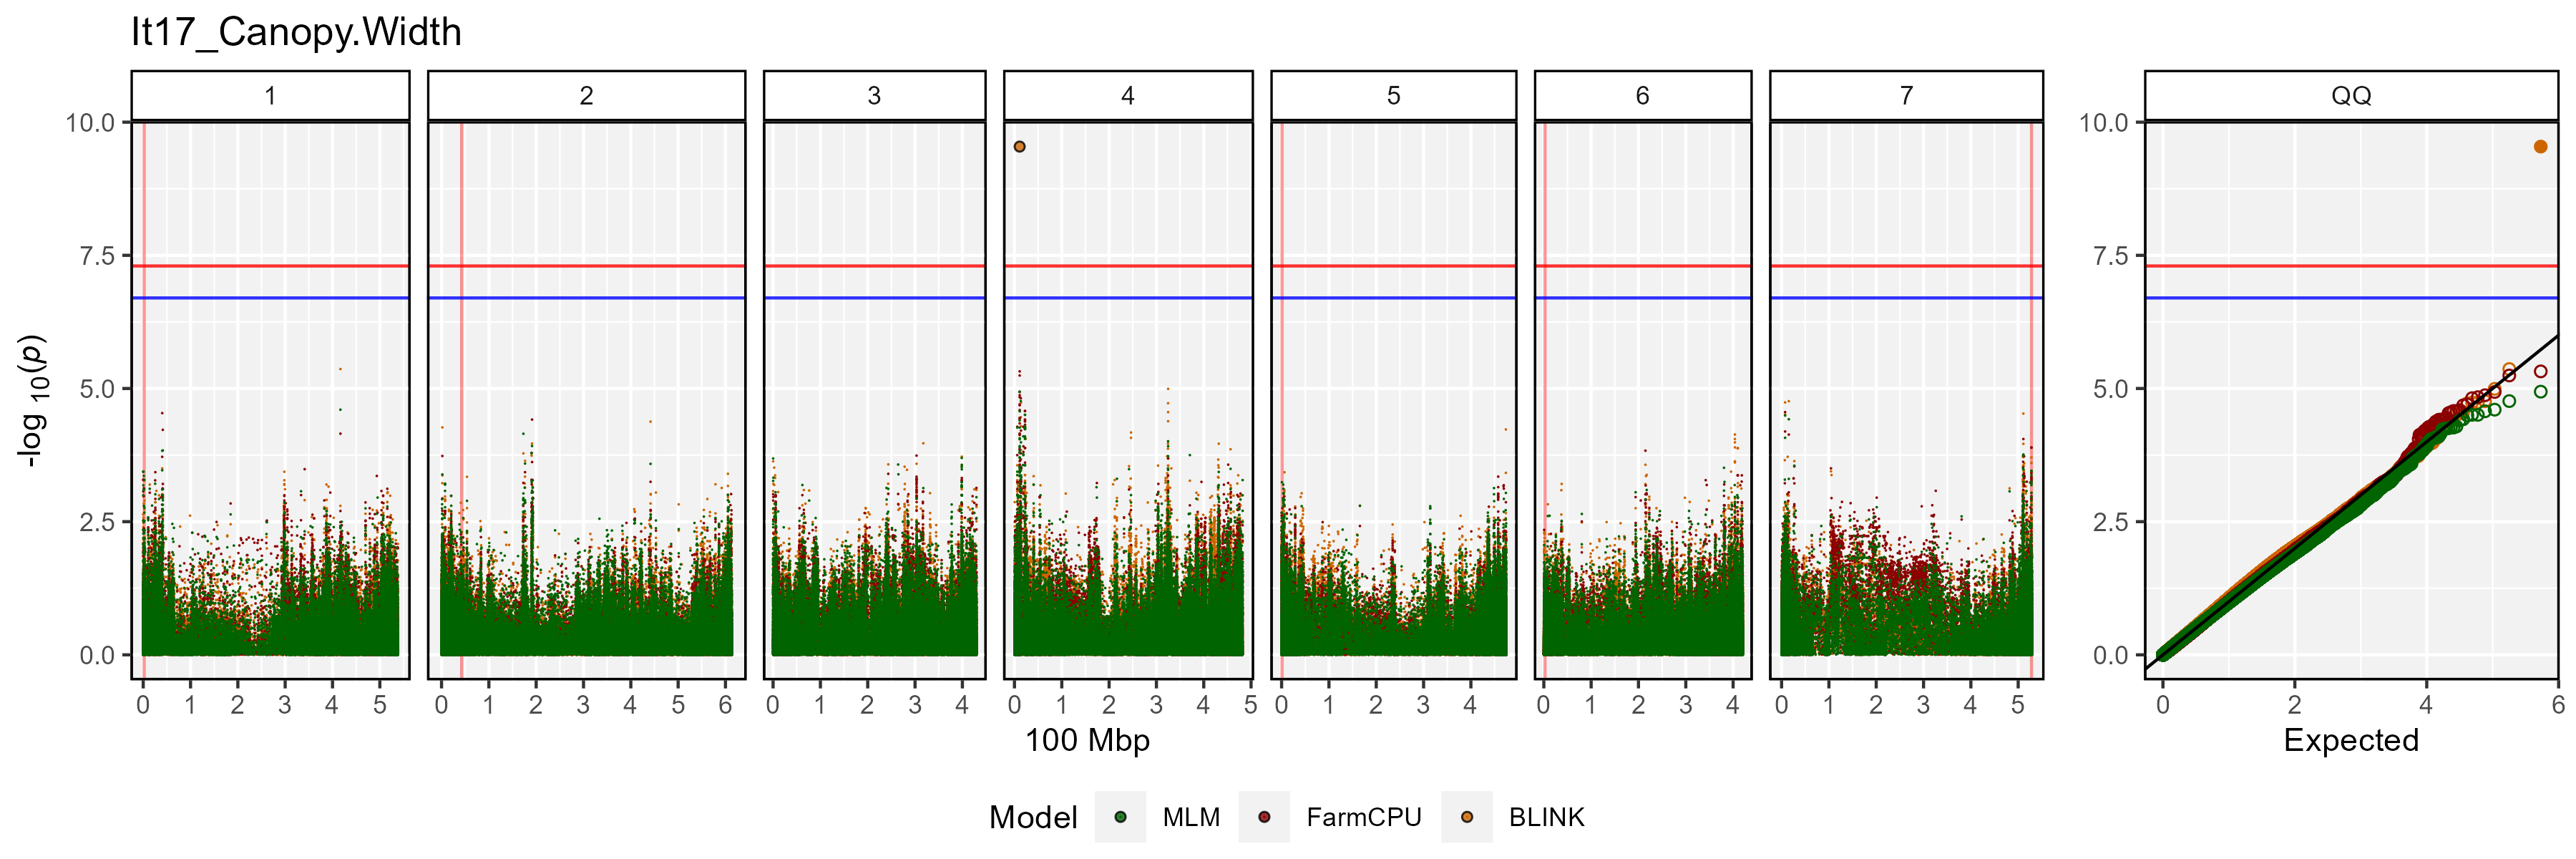 It17_Canopy.Width
1 2 3 4 5 6 7 QQ
10.0 7.5 5.0 2.5 0.0
-log 10(p)
10.0 7.5 5.0 2.5 0.0
0 1 2 3 4 5 0 1 2 3 4 5 6 0 1 2 3 4 0 1 2 3 4 5 0 1 2 3 4 0 1 2 3 4 0 1 2 3 4 5 0 2 4 6
100 Mbp Expected
Model MLM FarmCPU BLINK